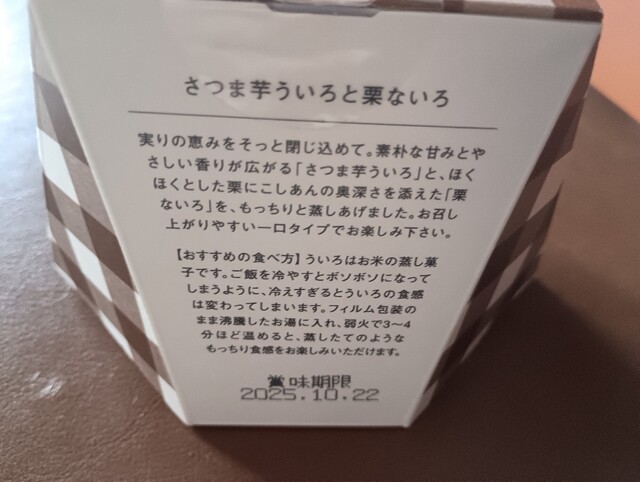 さつま芋ういろと栗ないろ
実りの恵みをそっと閉じ込めて。素朴な甘みとや
さしい香りが広がる「さつま芋ういろ」と、ほく
ほくとした栗にこしあんの奥深さを添えた「栗
ないろ」を、もっちりと蒸しあげました。お召し
上がりやすい一口タイプでお楽しみ下さい。
【おすすめの食べ方】ういろはお米の蒸し菓
子です。ご飯を冷やすとボソボソになって
しまうように、冷えすぎるとういろの食感
は変わってしまいます。フィルム包装の
まま沸騰したお湯に入れ、弱火で3〜4
分ほど温めると、蒸したてのような
もっちり食感をお楽しみいただけます。
賞味期限
2025.10.22